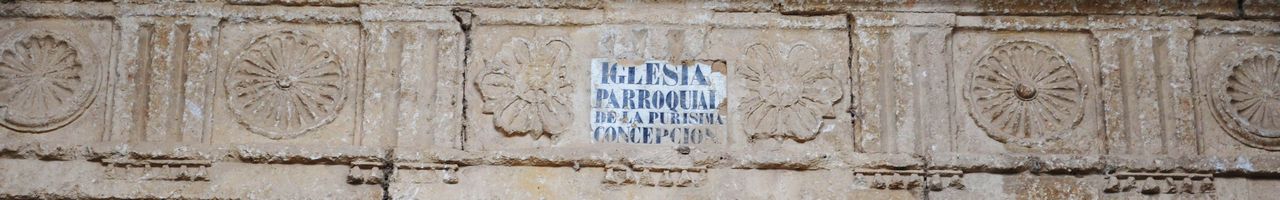 IGLESIA
PARROQUIAL
DE LA PURISIMA
CONCEPCION